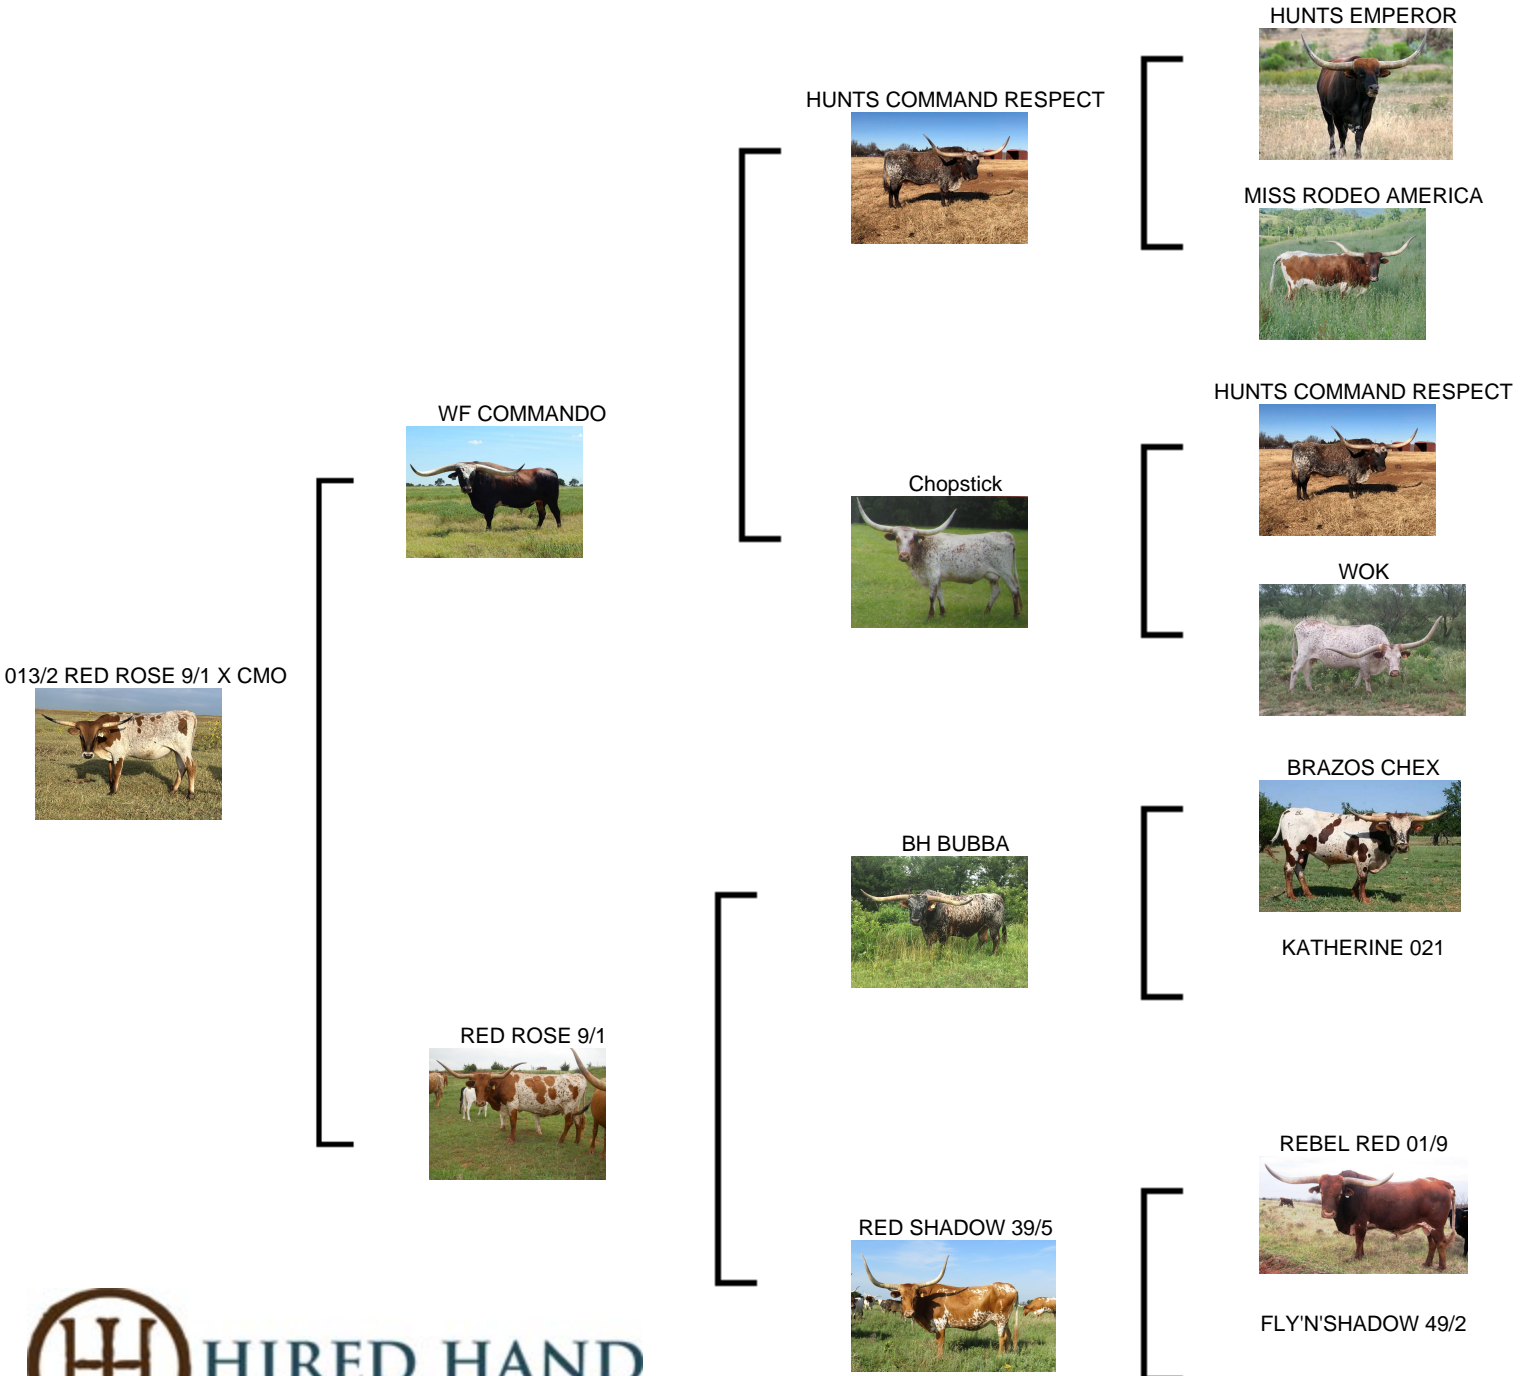 HUNTS EMPEROR
HUNTS COMMAND RESPECT
MISS RODEO AMERICA
HUNTS COMMAND RESPECT
WF COMMANDO
Chopstick
WOK
013/2 RED ROSE 9/1 X CMO
BRAZOS CHEX
BH BUBBA
KATHERINE 021
RED ROSE 9/1
REBEL RED 01/9
RED SHADOW 39/5
FLY'N'SHADOW 49/2
HIRED HAND